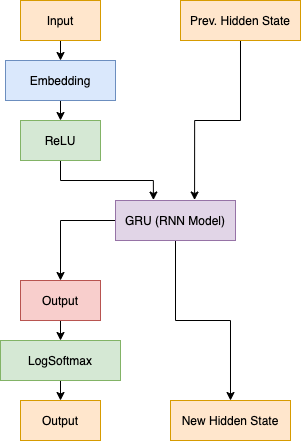 Input
Prev. Hidden State
Embedding
ReLU
GRU (RNN Model)
Output
LogSoftmax
Output
New Hidden State